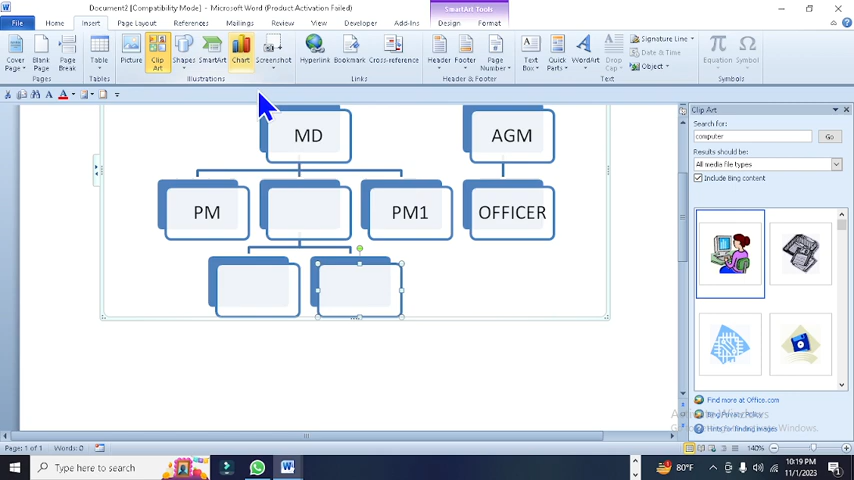 Document2 [Compatibility Mode] - Microsoft Word (Product Activation Failed)
SmartArt Tools
File Home Insert Page Layout References Mailings Review View Developer Add-Ins Design Format
Cover Page Blank Page Page Break
Table
Picture Clip Art Shapes SmartArt Chart Screenshot
Hyperlink Bookmark Cross-reference
Header Footer Page Number
Text Box Quick Parts WordArt Drop Cap
Signature Line
Date & Time
Object
Equation Symbol
Pages Tables Illustrations Links Header & Footer Text Symbols
Clip Art
Search for:
computer Go
Results should be:
All media file types
Include Bing content
MD AGM
PM PM1 OFFICER
Find more at Office.com
Hints for finding images
Page: 1 of 1 Words: 0 140%
Type here to search
80°F
10:19 PM
11/1/2023